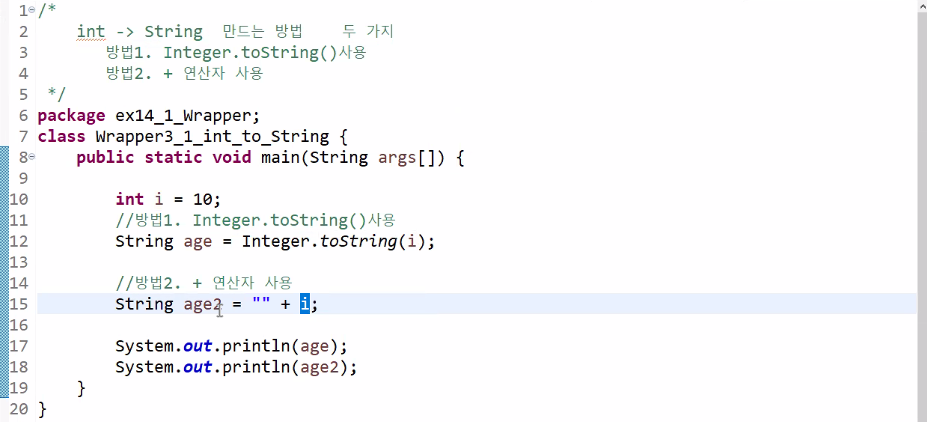 1 /*
2 int -> String 만드는 방법 두 가지
3 방법1. Integer.toString()사용
4 방법2. + 연산자 사용
5 */
6 package ex14_1_Wrapper;
7 class Wrapper3_1_int_to_String {
8 public static void main(String args[]) {
9
10 int i = 10;
11 //방법1. Integer.toString()사용
12 String age = Integer.toString(i);
13
14 //방법2. + 연산자 사용
15 String age2 = "" + i;
16
17 System.out.println(age);
18 System.out.println(age2);
19 }
20 }